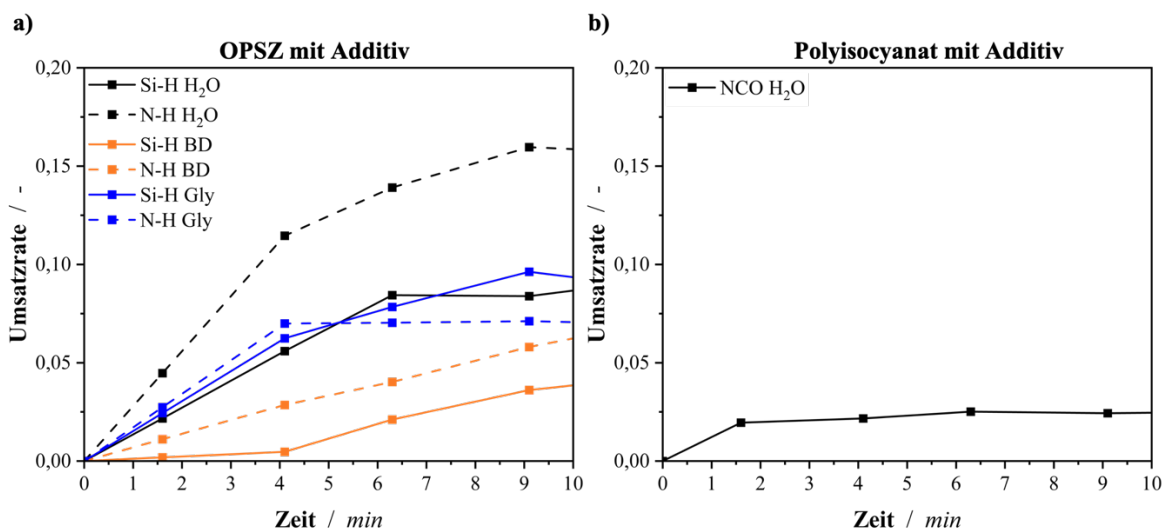 a)
OPSZ mit Additiv
0,20
0,15
0,10
0,05
0,00
Umsatzrate / -
Si-H H₂O
N-H H₂O
Si-H BD
N-H BD
Si-H Gly
N-H Gly
0 1 2 3 4 5 6 7 8 9 10
Zeit / min
b)
Polyisocyanat mit Additiv
0,20
0,15
0,10
0,05
0,00
Umsatzrate / -
NCO H₂O
0 1 2 3 4 5 6 7 8 9 10
Zeit / min